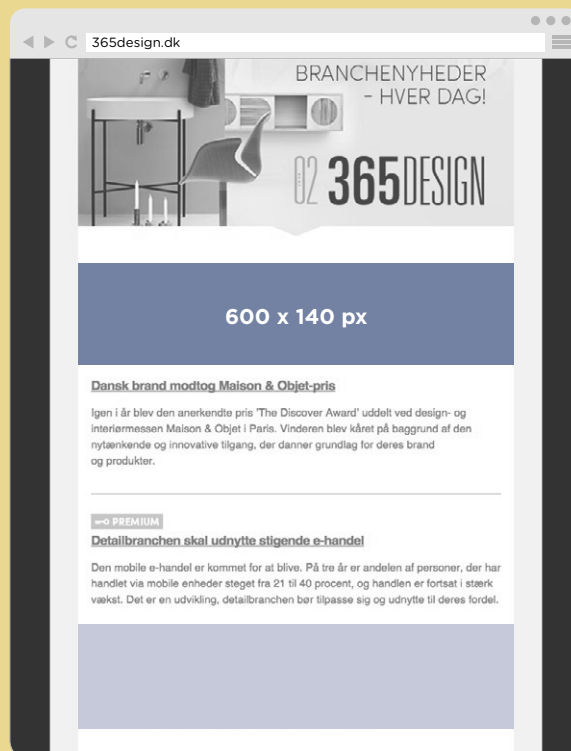 365design.dk
BRANCHENYHEDER
- HVER DAG!
02 365DESIGN
600 x 140 px
Dansk brand modtog Maison & Objet-pris
Igen i år blev den anerkendte pris 'The Discover Award' uddelt ved design- og
interiørmessen Maison & Objet i Paris. Vinderen blev kåret på baggrund af den
nytænkende og innovative tilgang, der danner grundlag for deres brand
og produkter.
PREMIUM
Detailbranchen skal udnytte stigende e-handel
Den mobile e-handel er kommet for at blive. På tre år er andelen af personer, der har
handlet via mobile enheder steget fra 21 til 40 procent, og handlen er fortsat i stærk
vækst. Det er en udvikling, detailbranchen bør tilpasse sig og udnytte til deres fordel.